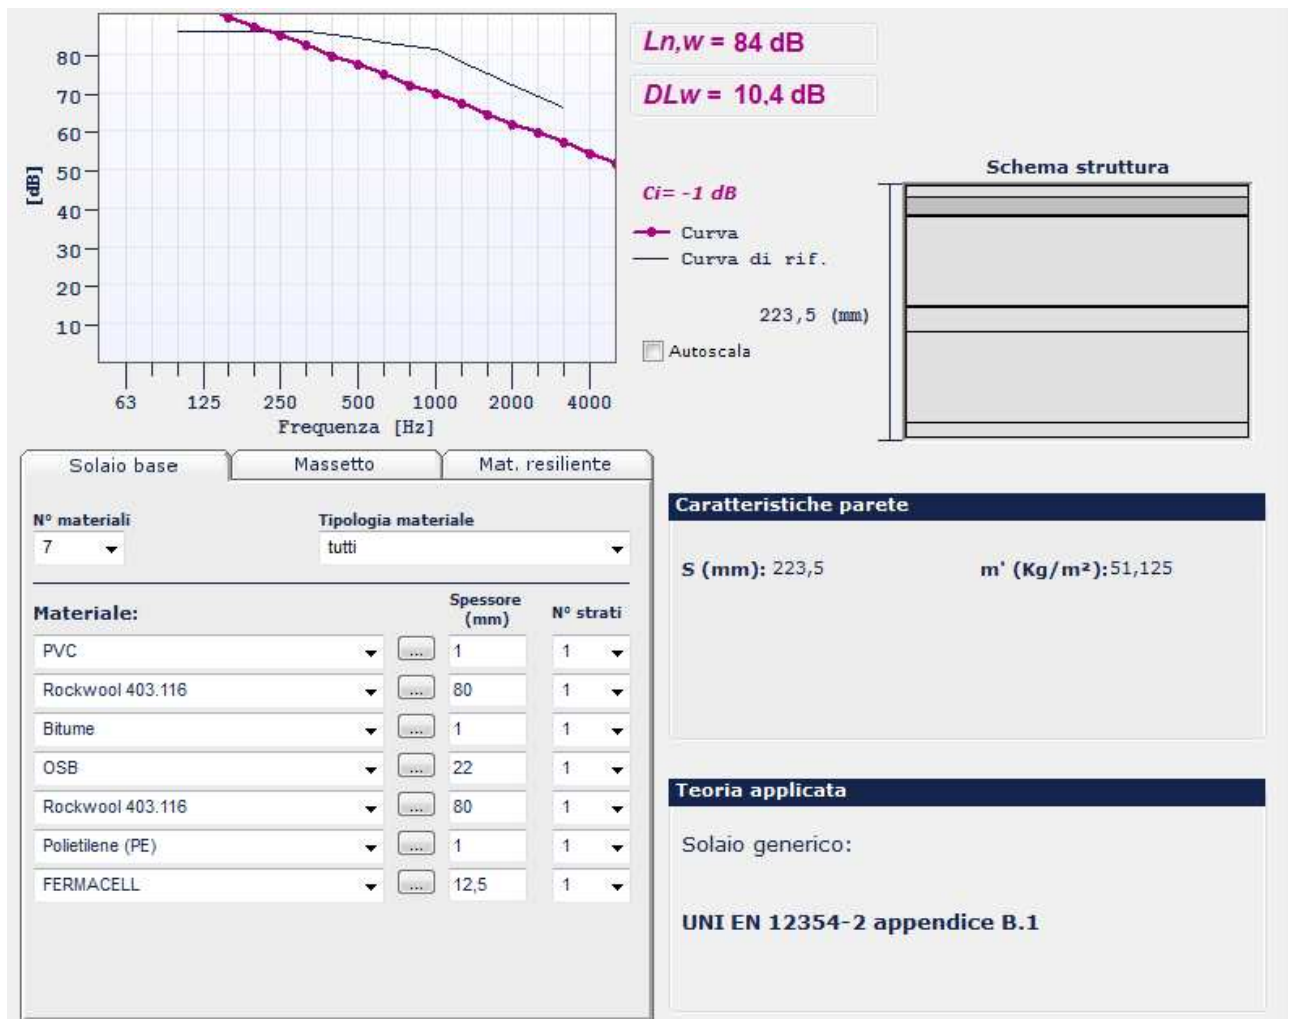 Ln,w = 84 dB
DLw = 10,4 dB
80
70
60
50
40
30
20
10
[dB]
63 125 250 500 1000 2000 4000
Frequenza [Hz]
Ci= -1 dB
Curva
Curva di rif.
223,5 (mm)
Autoscala
Schema struttura
Solaio base Massetto Mat. resiliente
N° materiali Tipologia materiale
7 tutti
Materiale: Spessore (mm) N° strati
PVC ... 1 1
Rockwool 403.116 ... 80 1
Bitume ... 1 1
OSB ... 22 1
Rockwool 403.116 ... 80 1
Polietilene (PE) ... 1 1
FERMACELL ... 12,5 1
Caratteristiche parete
S (mm): 223,5 m' (Kg/m²):51,125
Teoria applicata
Solaio generico:
UNI EN 12354-2 appendice B.1